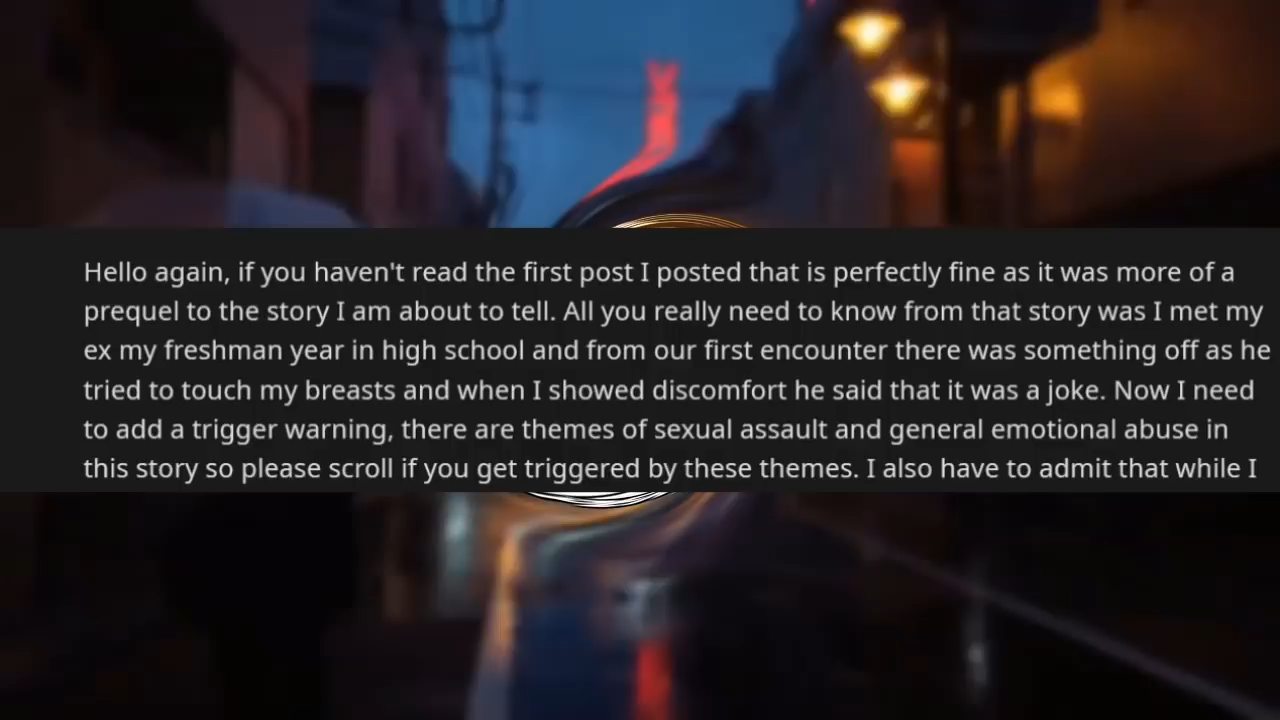 Hello again, if you haven't read the first post I posted that is perfectly fine as it was more of a
prequel to the story I am about to tell. All you really need to know from that story was I met my
ex my freshman year in high school and from our first encounter there was something off as he
tried to touch my breasts and when I showed discomfort he said that it was a joke. Now I need
to add a trigger warning, there are themes of sexual assault and general emotional abuse in
this story so please scroll if you get triggered by these themes. I also have to admit that while I